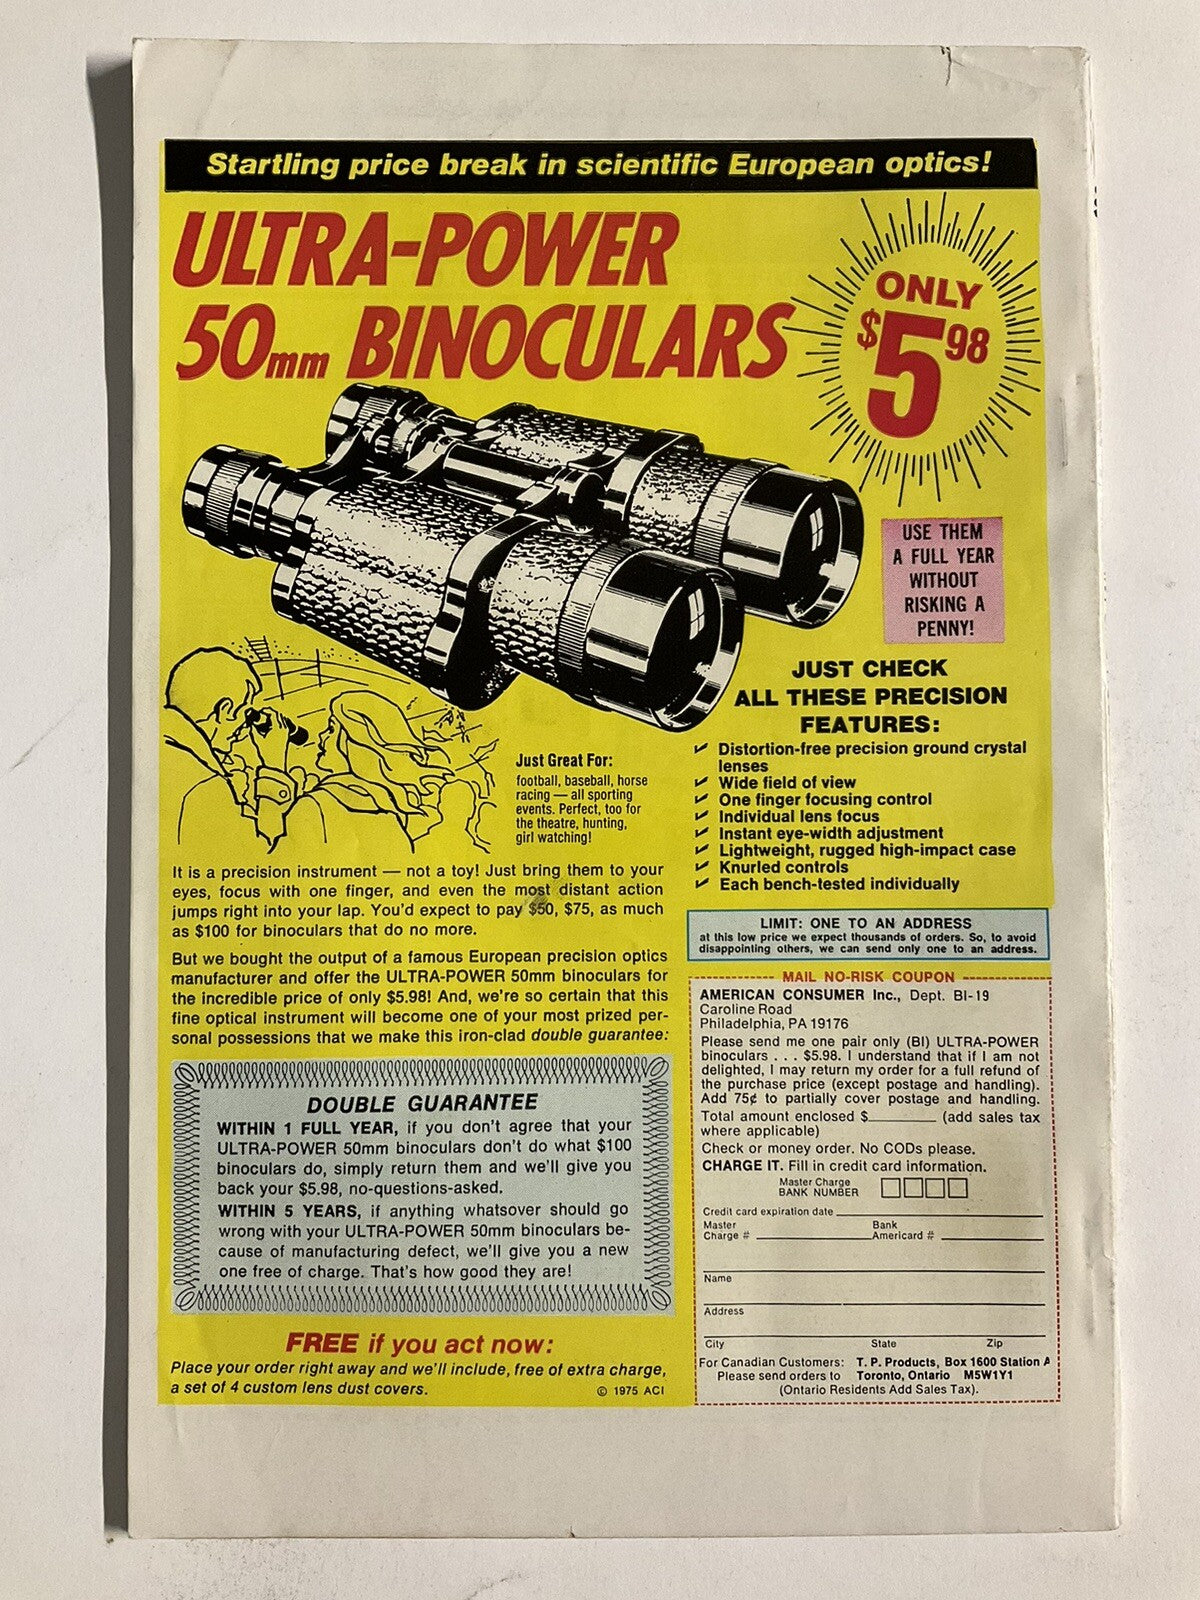 Startling price break in scientific European optics!
ULTRA-POWER
50mm BINOCULARS
ONLY
$5.98
USE THEM
A FULL YEAR
WITHOUT
RISKING A
PENNY!
JUST CHECK
ALL THESE PRECISION
FEATURES:
✓ Distortion-free precision ground crystal
lenses
✓ Wide field of view
✓ One finger focusing control
✓ Individual lens focus
✓ Instant eye-width adjustment
✓ Lightweight, rugged high-impact case
✓ Knurled controls
✓ Each bench-tested individually
Just Great For:
football, baseball, horse
racing — all sporting
events. Perfect, too for
the theatre, hunting,
girl watching!
It is a precision instrument — not a toy! Just bring them to your
eyes, focus with one finger, and even the most distant action
jumps right into your lap. You'd expect to pay $50, $75, as much
as $100 for binoculars that do no more.
But we bought the output of a famous European precision optics
manufacturer and offer the ULTRA-POWER 50mm binoculars for
the incredible price of only $5.98! And, we're so certain that this
fine optical instrument will become one of your most prized per-
sonal possessions that we make this iron-clad double guarantee:
DOUBLE GUARANTEE
WITHIN 1 FULL YEAR, if you don't agree that your
ULTRA-POWER 50mm binoculars don't do what $100
binoculars do, simply return them and we'll give you
back your $5.98, no-questions-asked.
WITHIN 5 YEARS, if anything whatsoever should go
wrong with your ULTRA-POWER 50mm binoculars be-
cause of manufacturing defect, we'll give you a new
one free of charge. That's how good they are!
FREE if you act now:
Place your order right away and we'll include, free of extra charge,
a set of 4 custom lens dust covers.
© 1975 ACI
LIMIT: ONE TO AN ADDRESS
at this low price we expect thousands of orders. So, to avoid
disappointing others, we can send only one to an address.
MAIL NO-RISK COUPON
AMERICAN CONSUMER Inc., Dept. BI-19
Caroline Road
Philadelphia, PA 19176
Please send me one pair only (BI) ULTRA-POWER
binoculars . . . $5.98. I understand that if I am not
delighted, I may return my order for a full refund of
the purchase price (except postage and handling).
Add 75¢ to partially cover postage and handling.
Total amount enclosed $________ (add sales tax
where applicable)
Check or money order. No CODs please.
CHARGE IT. Fill in credit card information.
Master Charge
BANK NUMBER
Credit card expiration date
Master Charge #
Bank Americard #
Name
Address
City State Zip
For Canadian Customers: T. P. Products, Box 1600 Station A
Please send orders to Toronto, Ontario M5W1Y1
(Ontario Residents Add Sales Tax).